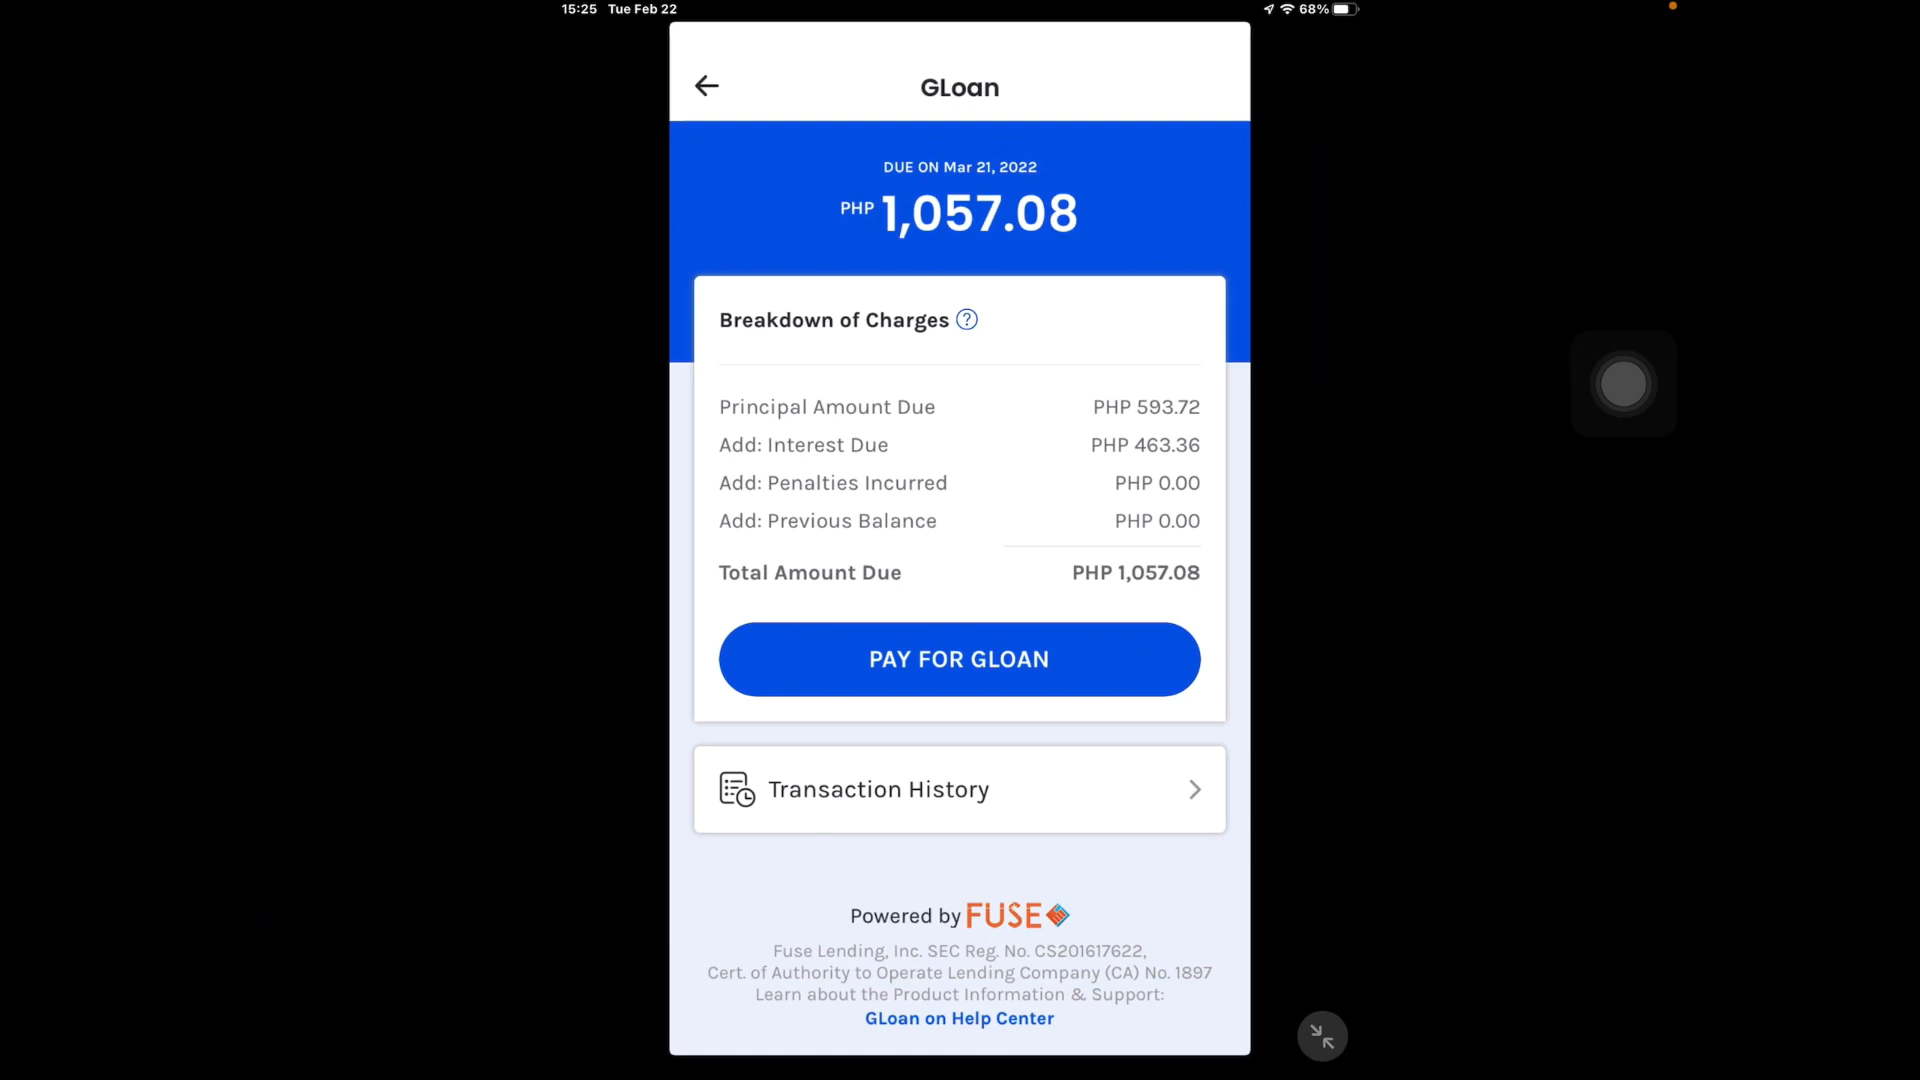 15:25 Tue Feb 22 68%
GLoan
DUE ON Mar 21, 2022
PHP 1,057.08
Breakdown of Charges ?
Principal Amount Due PHP 593.72
Add: Interest Due PHP 463.36
Add: Penalties Incurred PHP 0.00
Add: Previous Balance PHP 0.00
Total Amount Due PHP 1,057.08
PAY FOR GLOAN
Transaction History
Powered by FUSE
Fuse Lending, Inc. SEC Reg. No. CS201617622,
Cert. of Authority to Operate Lending Company (CA) No. 1897
Learn about the Product Information & Support:
GLoan on Help Center